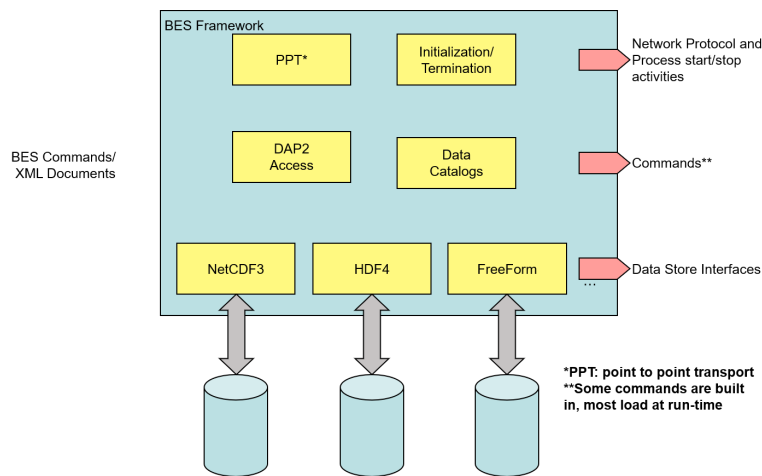 BES Framework
PPT*
Initialization/
Termination
Network Protocol and
Process start/stop
activities
BES Commands/
XML Documents
DAP2
Access
Data
Catalogs
Commands**
NetCDF3
HDF4
FreeForm
...
Data Store Interfaces
*PPT: point to point transport
**Some commands are built
in, most load at run-time